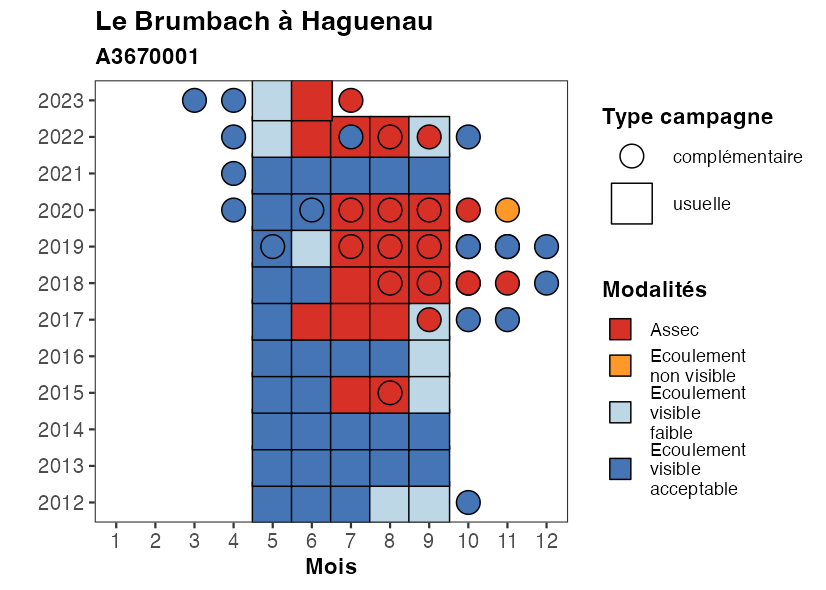 Le Brumbach à Haguenau
A3670001
2023
2022
2021
2020
2019
2018
2017
2016
2015
2014
2013
2012
1 2 3 4 5 6 7 8 9 10 11 12
Mois
Type campagne
complémentaire
usuelle
Modalités
Assec
Ecoulement
non visible
Ecoulement
visible
faible
Ecoulement
visible
acceptable